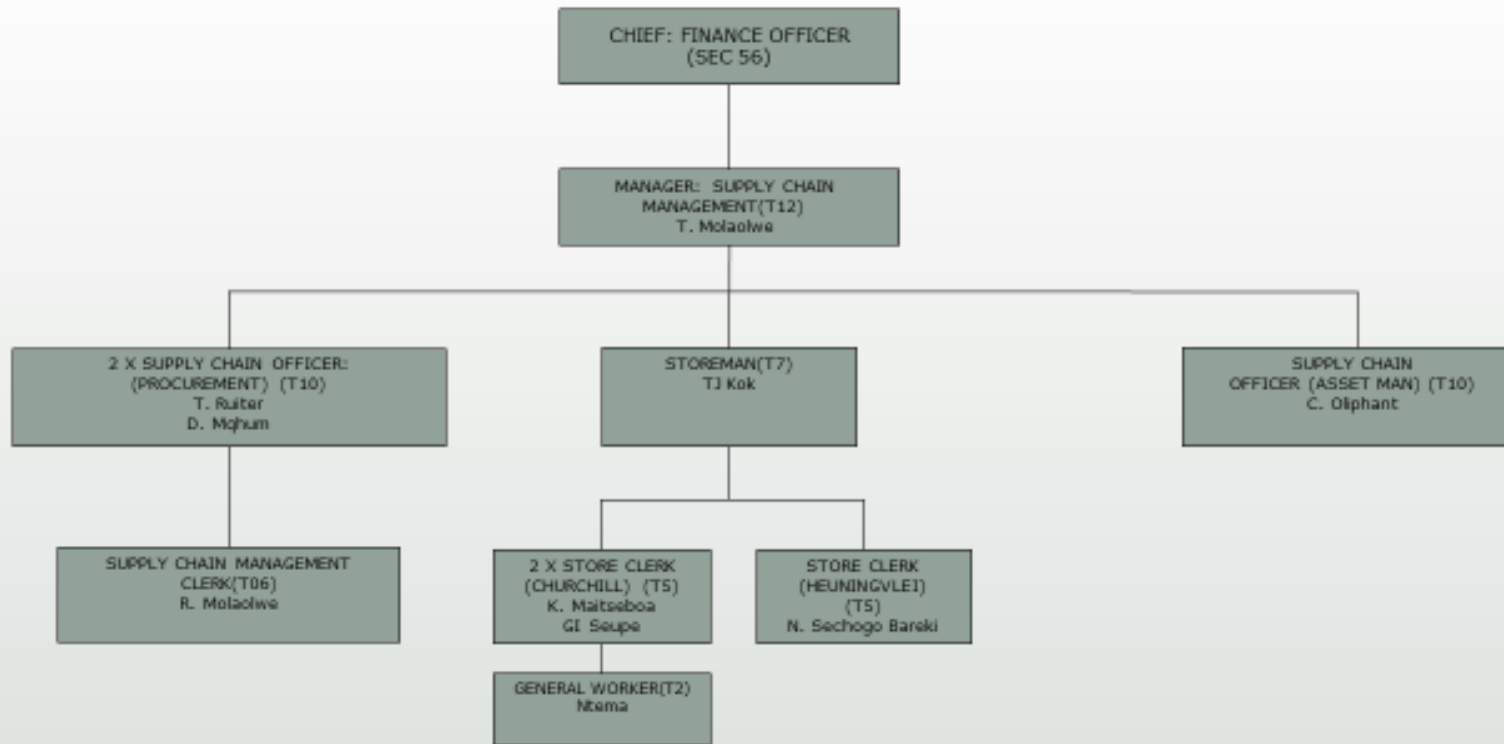 CHIEF: FINANCE OFFICER
(SEC 56)
MANAGER: SUPPLY CHAIN
MANAGEMENT(T12)
T. Molaolwe
2 X SUPPLY CHAIN OFFICER:
(PROCUREMENT) (T10)
T. Ruiter
D. Mqhum
STOREMAN(T7)
TJ Kok
SUPPLY CHAIN
OFFICER (ASSET MAN) (T10)
C. Oliphant
SUPPLY CHAIN MANAGEMENT
CLERK(T06)
R. Molaolwe
2 X STORE CLERK
(CHURCHILL) (T5)
K. Maitseboa
GI Seupe
STORE CLERK
(HEUNINGVLEI)
(T5)
N. Sechogo Bareki
GENERAL WORKER(T2)
Ntema